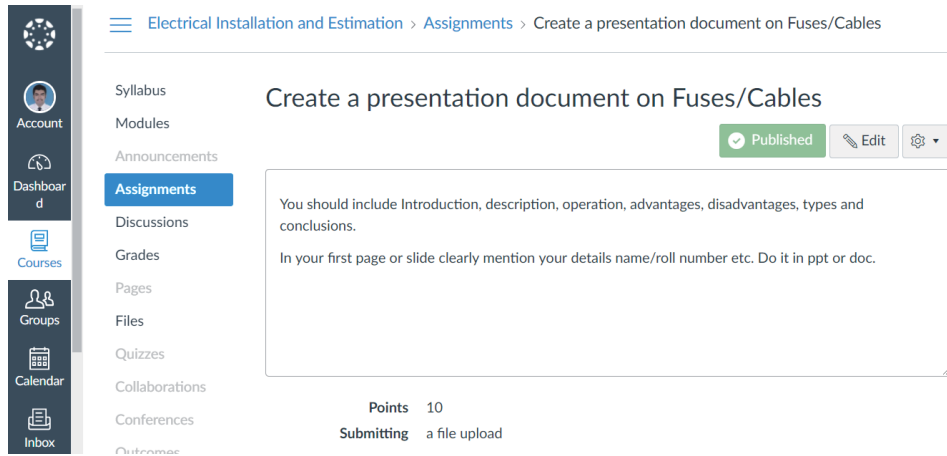 Electrical Installation and Estimation > Assignments > Create a presentation document on Fuses/Cables
Account
Dashboar
d
Courses
Groups
Calendar
Inbox
Syllabus
Modules
Announcements
Assignments
Discussions
Grades
Pages
Files
Quizzes
Collaborations
Conferences
Outcomes
Create a presentation document on Fuses/Cables
Published
Edit
You should include Introduction, description, operation, advantages, disadvantages, types and
conclusions.
In your first page or slide clearly mention your details name/roll number etc. Do it in ppt or doc.
Points 10
Submitting a file upload